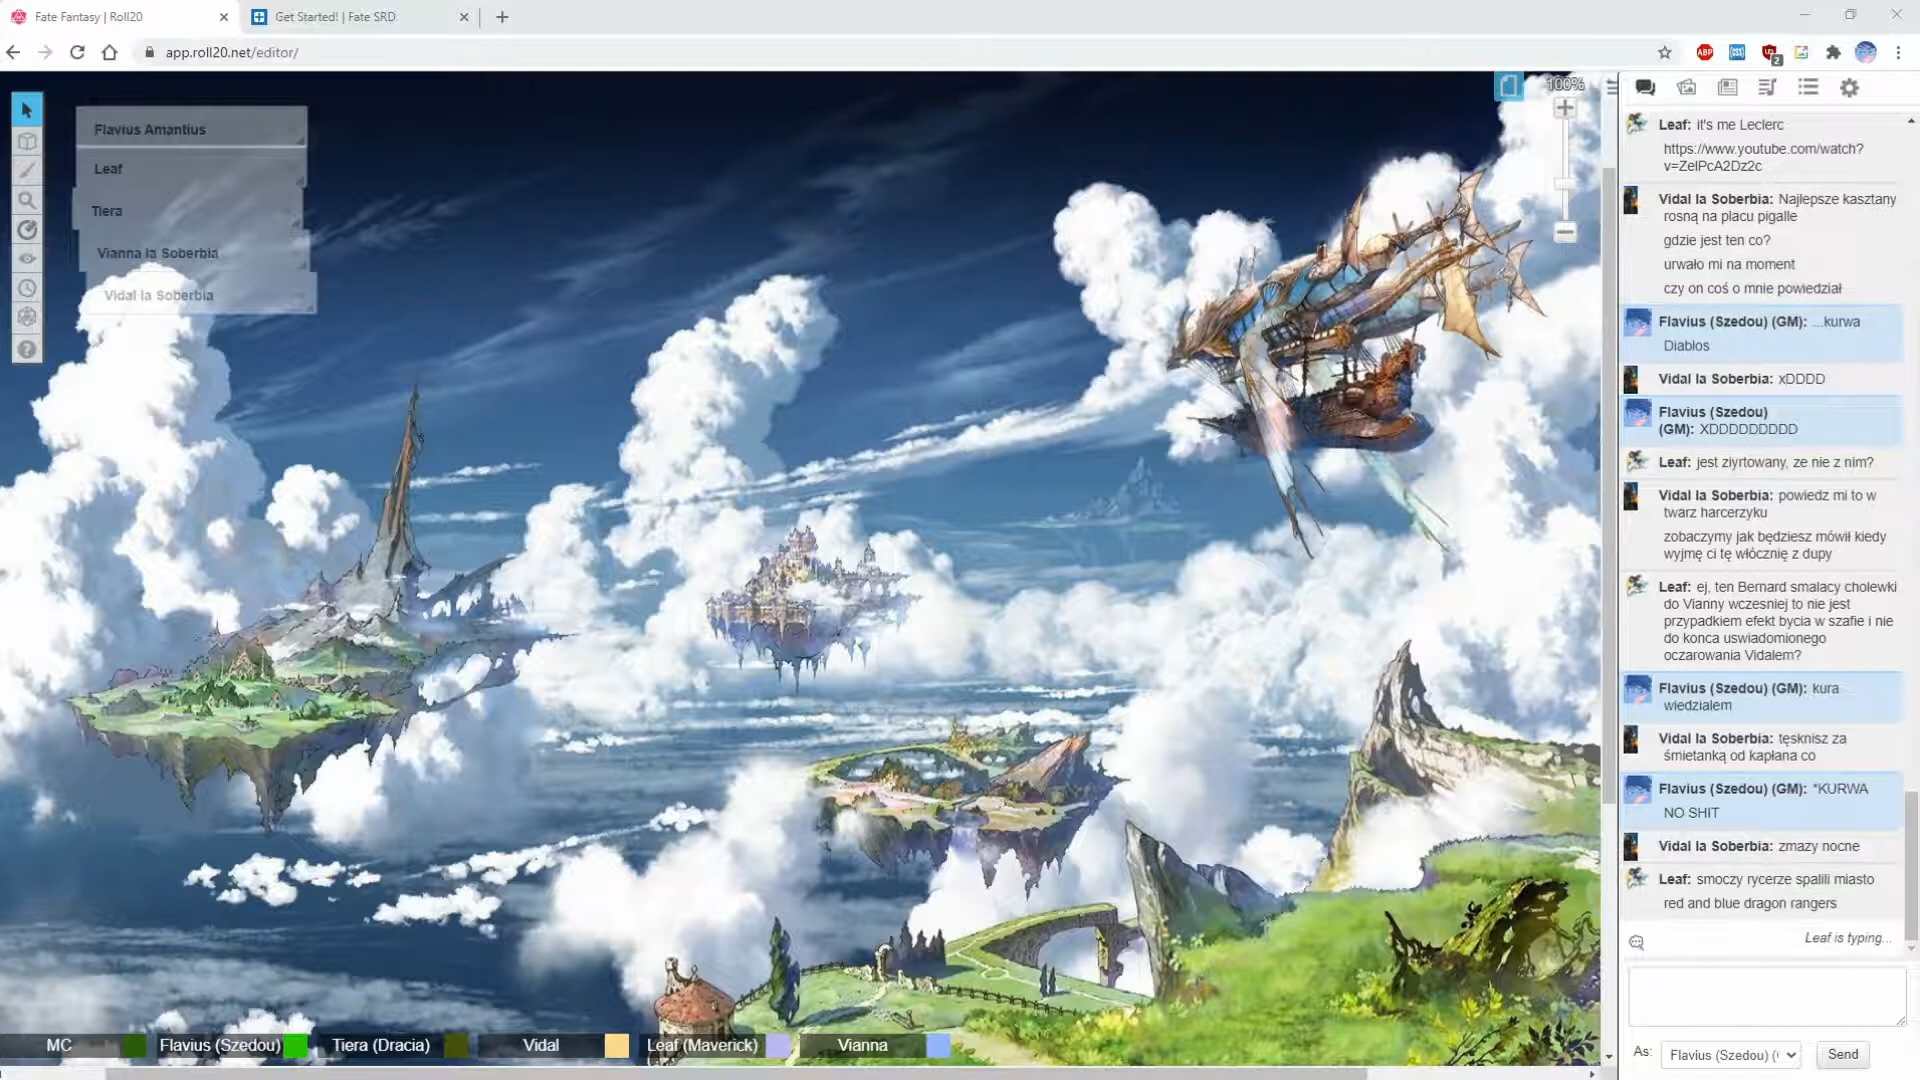 Fate Fantasy | Roll20
Get Started! | Fate SRD
app.roll20.net/editor/
ABP
2
100%
Flavius Amantius
Leaf
Tiera
Vianna la Soberbia
Vidal la Soberbia
Leaf: it's me Leclerc
https://www.youtube.com/watch?
v=ZelPcA2Dz2c
Vidal la Soberbia: Najlepsze kasztany
rosną na placu pigalle
gdzie jest ten co?
urwało mi na moment
czy on coś o mnie powiedział
Flavius (Szedou) (GM): ...kurwa
Diablos
Vidal la Soberbia: xDDDD
Flavius (Szedou)
(GM): XDDDDDDDDD
Leaf: jest ziyrtowany, ze nie z nim?
Vidal la Soberbia: powiedz mi to w
twarz harcerzyku
zobaczymy jak będziesz mówił kiedy
wyjmę ci tę włócznię z dupy
Leaf: ej, ten Bernard smalacy cholewki
do Vianny wczesniej to nie jest
przypadkiem efekt bycia w szafie i nie
do konca uswiadomionego
oczarowania Vidalem?
Flavius (Szedou) (GM): kura
wiedzialem
Vidal la Soberbia: tęsknisz za
śmietanką od kapłana co
Flavius (Szedou) (GM): *KURWA
NO SHIT
Vidal la Soberbia: zmazy nocne
Leaf: smoczy rycerze spalili miasto
red and blue dragon rangers
Leaf is typing...
As: Flavius (Szedou) (
Send
MC
Flavius (Szedou)
Tiera (Dracia)
Vidal
Leaf (Maverick)
Vianna